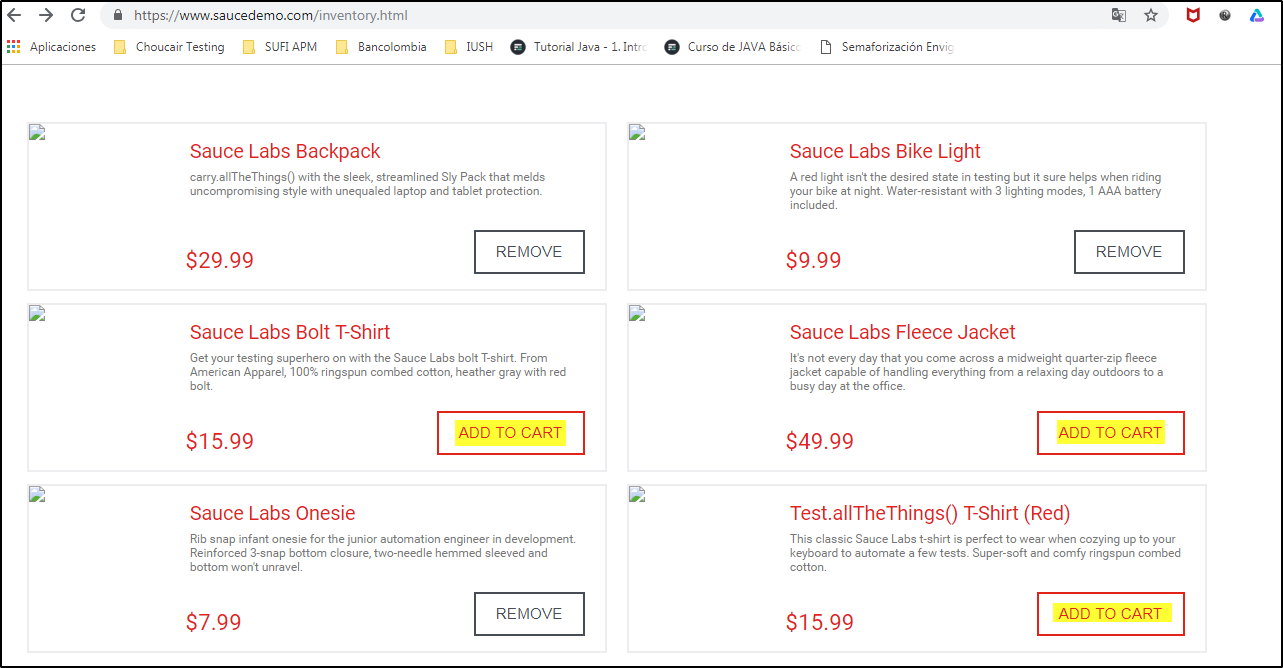 https://www.saucedemo.com/inventory.html
Aplicaciones Choucair Testing SUFI APM Bancolombia IUSH Tutorial Java - 1. Intro Curso de JAVA Básico Semaforización Envig
Sauce Labs Backpack
carry.allTheThings() with the sleek, streamlined Sly Pack that melds
uncompromising style with unequaled laptop and tablet protection.
$29.99
REMOVE
Sauce Labs Bike Light
A red light isn't the desired state in testing but it sure helps when riding
your bike at night. Water-resistant with 3 lighting modes, 1 AAA battery
included.
$9.99
REMOVE
Sauce Labs Bolt T-Shirt
Get your testing superhero on with the Sauce Labs bolt T-shirt. From
American Apparel, 100% ringspun combed cotton, heather gray with red
bolt.
$15.99
ADD TO CART
Sauce Labs Fleece Jacket
It's not every day that you come across a midweight quarter-zip fleece
jacket capable of handling everything from a relaxing day outdoors to a
busy day at the office.
$49.99
ADD TO CART
Sauce Labs Onesie
Rib snap infant onesie for the junior automation engineer in development.
Reinforced 3-snap bottom closure, two-needle hemmed sleeved and
bottom won't unravel.
$7.99
REMOVE
Test.allTheThings() T-Shirt (Red)
This classic Sauce Labs t-shirt is perfect to wear when cozying up to your
keyboard to automate a few tests. Super-soft and comfy ringspun combed
cotton.
$15.99
ADD TO CART